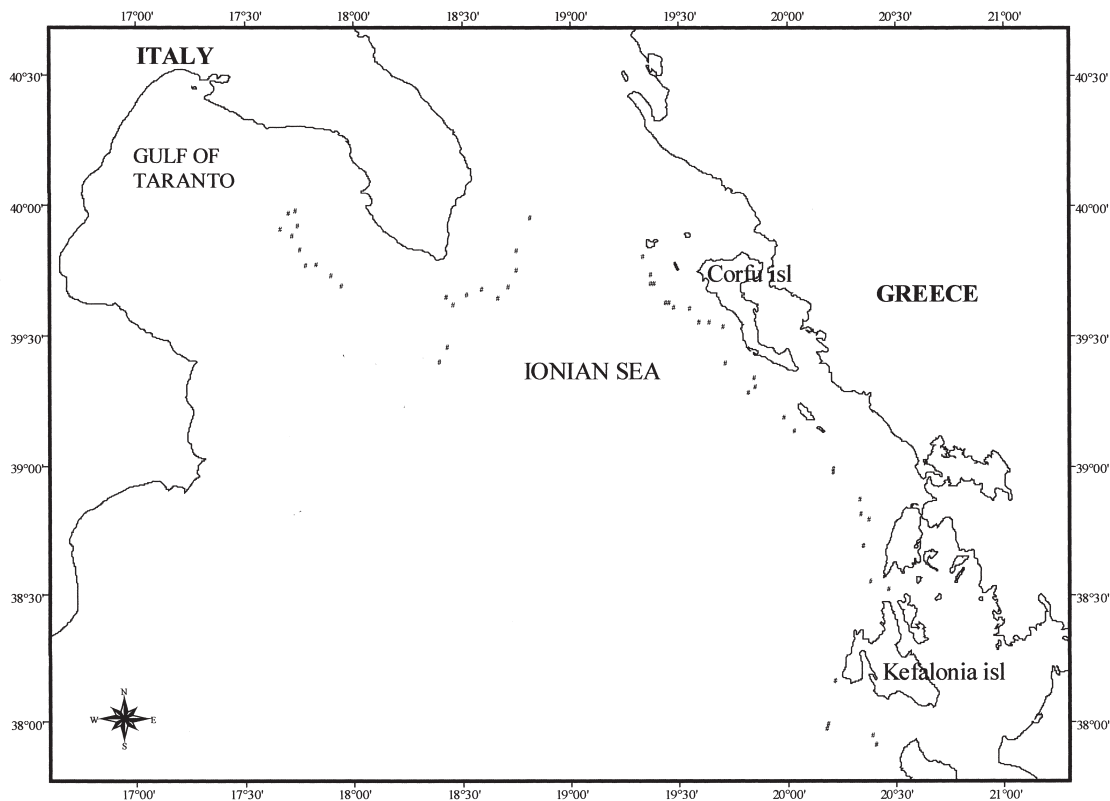 17°00' 17°30' 18°00' 18°30' 19°00' 19°30' 20°00' 20°30' 21°00'
ITALY
40°30' 40°30'
GULF OF
TARANTO
40°00' 40°00'
Corfu isl
GREECE
39°30' 39°30'
IONIAN SEA
39°00' 39°00'
38°30' 38°30'
Kefalonia isl
N
W E
S
38°00' 38°00'
17°00' 17°30' 18°00' 18°30' 19°00' 19°30' 20°00' 20°30' 21°00'